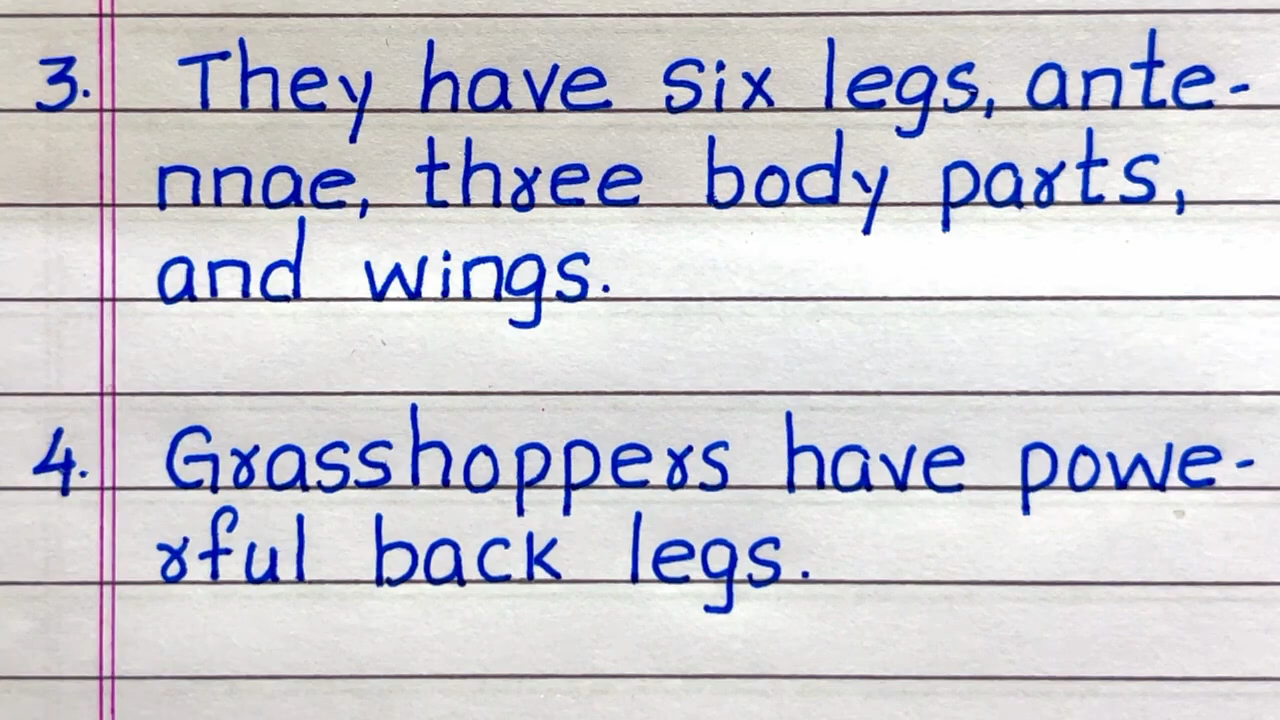 3. They have six legs, ante-
nnae, three body parts,
and wings.
4. Grasshoppers have powe-
rful back legs.